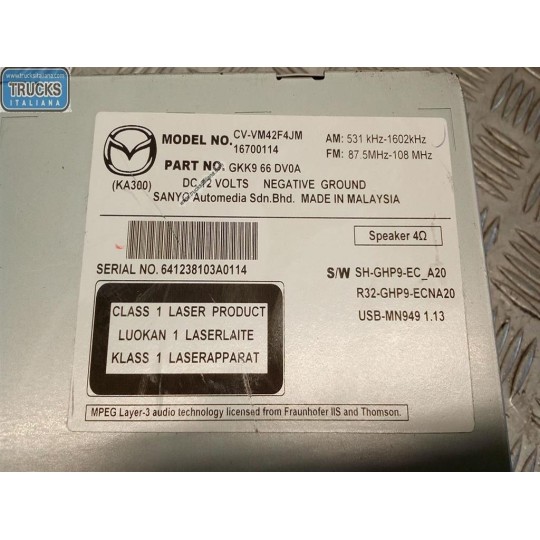 www.trucksitaliana.com
TRUCKS
ITALIANA
MODEL NO. CV-VM42F4JM
16700114
AM: 531 kHz-1602kHz
FM: 87.5MHz-108 MHz
PART NO. GKK9 66 DV0A
(KA300)
DC 12 VOLTS NEGATIVE GROUND
SANYO Automedia Sdn.Bhd. MADE IN MALAYSIA
Speaker 4Ω
SERIAL NO. 641238103A0114
S/W SH-GHP9-EC_A20
R32-GHP9-ECNA20
USB-MN949 1.13
CLASS 1 LASER PRODUCT
LUOKAN 1 LASERLAITE
KLASS 1 LASERAPPARAT
MPEG Layer-3 audio technology licensed from Fraunhofer IIS and Thomson.